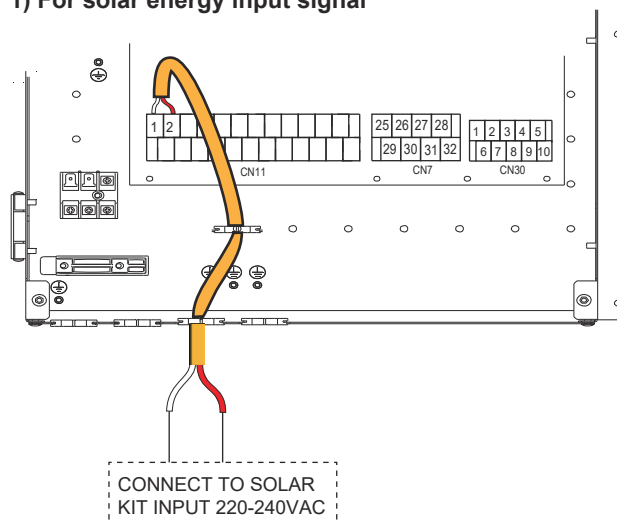 1) For solar energy input signal
1 2
25 26 27 28
29 30 31 32
1 2 3 4 5
6 7 8 9 10
CN11
CN7
CN30
CONNECT TO SOLAR
KIT INPUT 220-240VAC